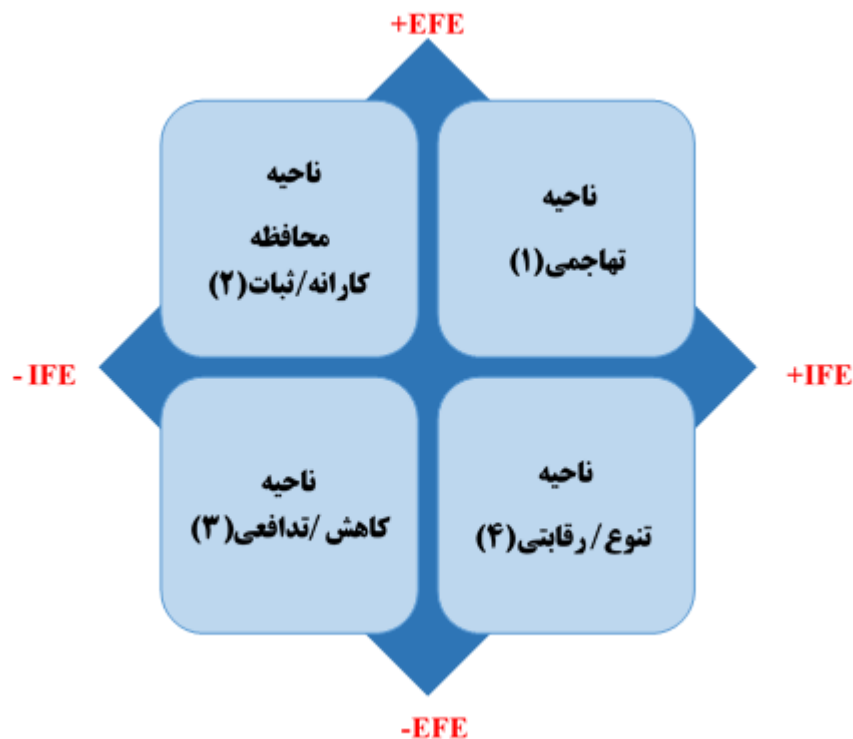 +EFE
ناحیه
تهاجمی(۱)
ناحیه
محافظه
کارانه/ثبات(۲)
- IFE
+IFE
ناحیه
تنوع/رقابتی(۴)
ناحیه
کاهش/تدافعی(۳)
-EFE